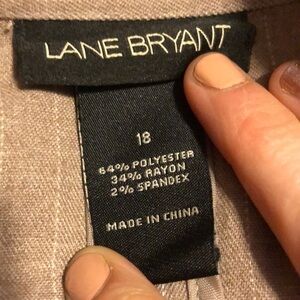 LANE BRYANT
18
64% POLYESTER
34% RAYON
2% SPANDEX
MADE IN CHINA